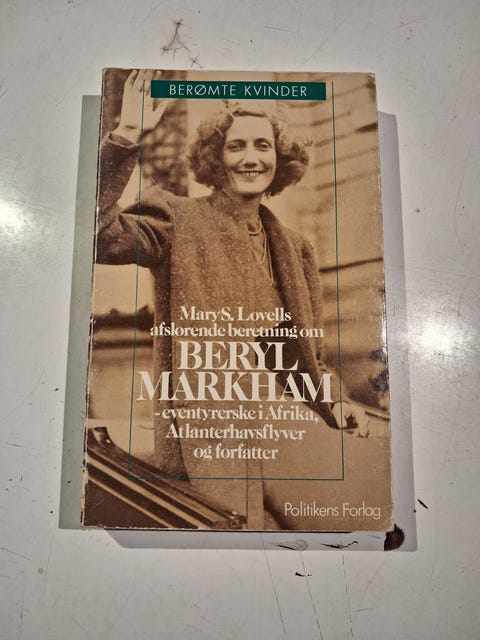 BERØMTE KVINDER
Mary S. Lovells
afslørende beretning om
BERYL
MARKHAM
- eventyrerske i Afrika,
Atlanterhavsflyver
og forfatter
Politikens Forlag